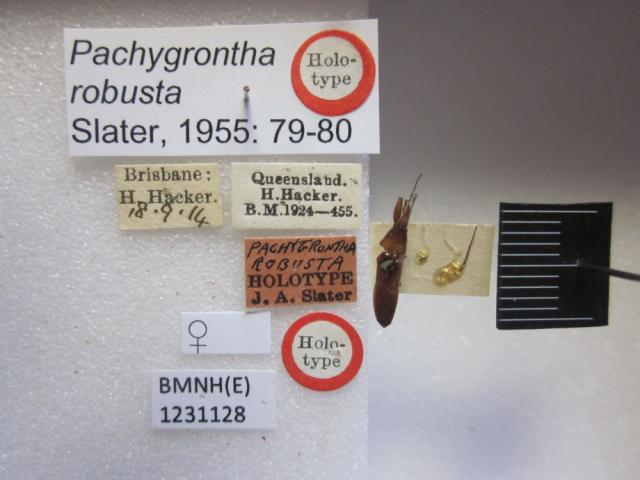 Pachygrontha
robusta
Slater, 1955: 79-80
Holo-
type
Brisbane:
H. Hacker.
18.9.14
Queensland.
H. Hacker.
B.M. 1924—455.
PACHYGRONTHA
ROBUSTA
HOLOTYPE
J. A. Slater
♀
Holo-
type
BMNH(E)
1231128